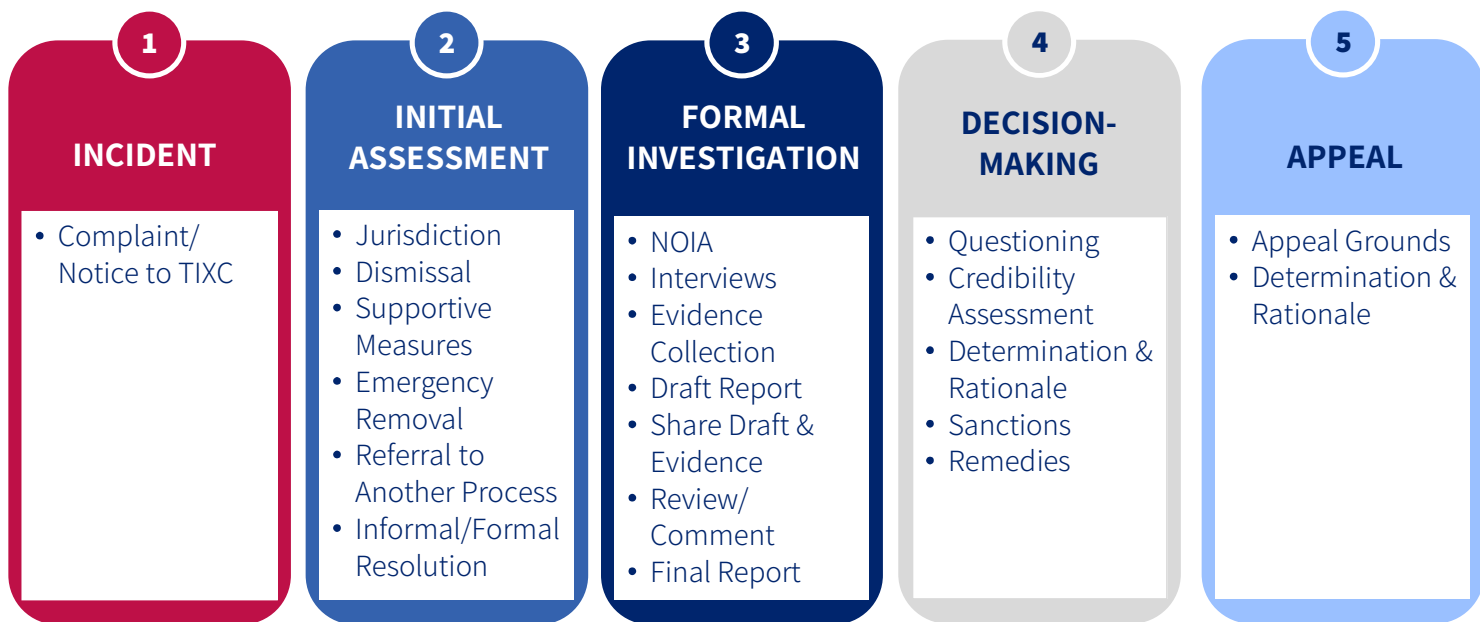 1
INCIDENT
• Complaint/
Notice to TIXC
2
INITIAL
ASSESSMENT
• Jurisdiction
• Dismissal
• Supportive
Measures
• Emergency
Removal
• Referral to
Another Process
• Informal/Formal
Resolution
3
FORMAL
INVESTIGATION
• NOIA
• Interviews
• Evidence
Collection
• Draft Report
• Share Draft &
Evidence
• Review/
Comment
• Final Report
4
DECISION-
MAKING
• Questioning
• Credibility
Assessment
• Determination &
Rationale
• Sanctions
• Remedies
5
APPEAL
• Appeal Grounds
• Determination &
Rationale